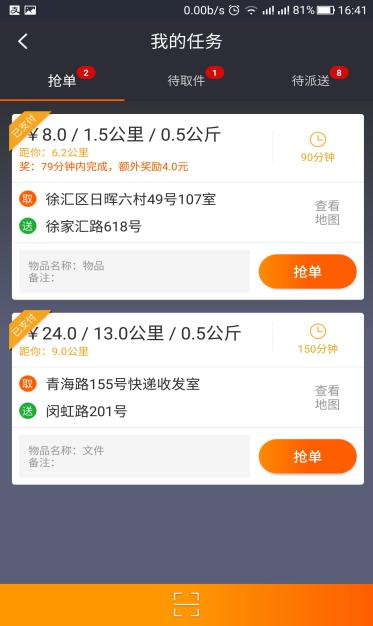 0.00b/s 81% 16:41
我的任务
抢单 2 待取件 1 待派送 8
已支付
￥8.0 / 1.5公里 / 0.5公斤
距你：6.2公里
奖：79分钟内完成，额外奖励4.0元
90分钟
取 徐汇区日晖六村49号107室
送 徐家汇路618号
查看
地图
物品名称：物品
备注：
抢单
已支付
￥24.0 / 13.0公里 / 0.5公斤
距你：9.0公里
150分钟
取 青海路155号快递收发室
送 闵虹路201号
查看
地图
物品名称：文件
备注：
抢单